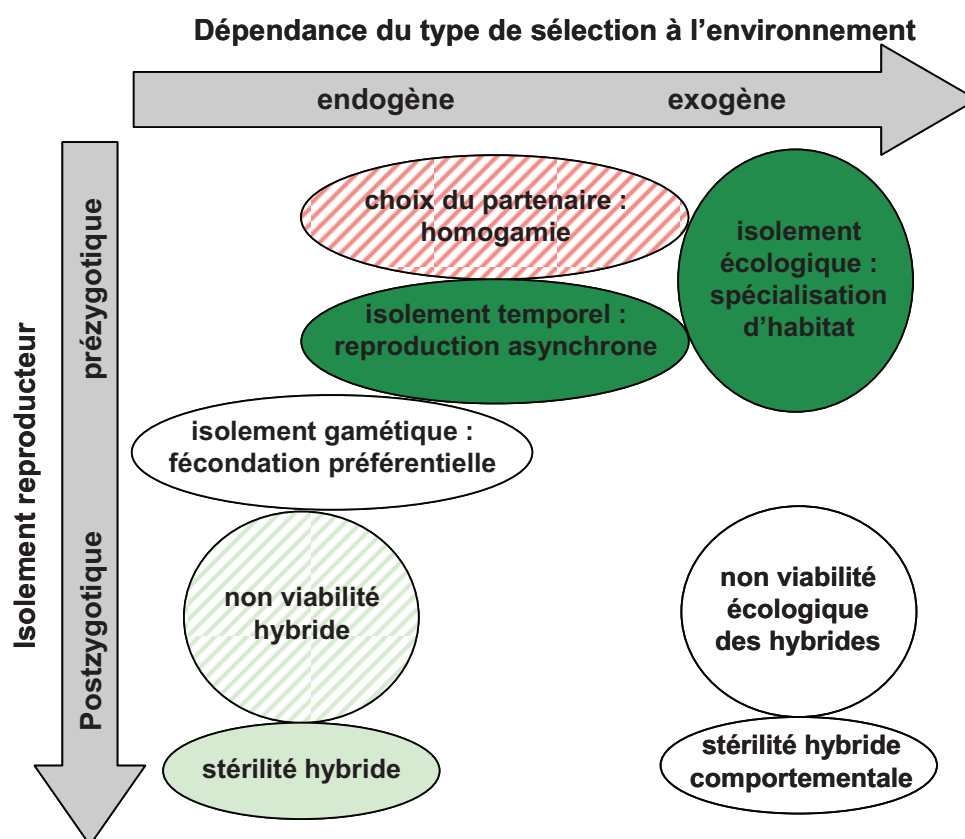 Dépendance du type de sélection à l’environnement
endogène
exogène
Isolement reproducteur
prézygotique
Postzygotique
choix du partenaire :
homogamie
isolement
écologique :
spécialisation
d’habitat
isolement temporel :
reproduction asynchrone
isolement gamétique :
fécondation préférentielle
non viabilité
hybride
non viabilité
écologique
des hybrides
stérilité hybride
stérilité hybride
comportementale